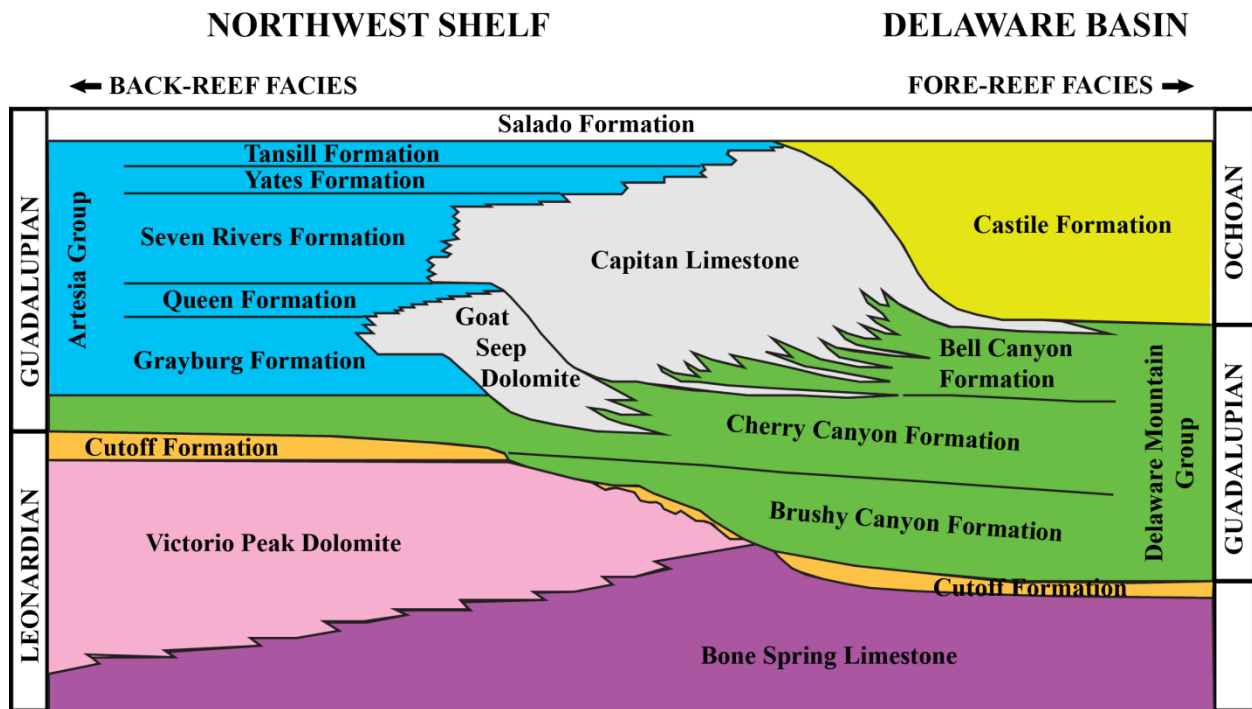 NORTHWEST SHELF
DELAWARE BASIN
BACK-REEF FACIES
FORE-REEF FACIES
Salado Formation
GUADALUPIAN
LEONARDIAN
Artesia Group
Tansill Formation
Yates Formation
Seven Rivers Formation
Queen Formation
Grayburg Formation
Goat
Seep
Dolomite
Capitan Limestone
Castile Formation
Bell Canyon
Formation
Cherry Canyon Formation
Brushy Canyon Formation
Delaware Mountain
Group
Cutoff Formation
Cutoff Formation
Victorio Peak Dolomite
Bone Spring Limestone
OCHOAN
GUADALUPIAN